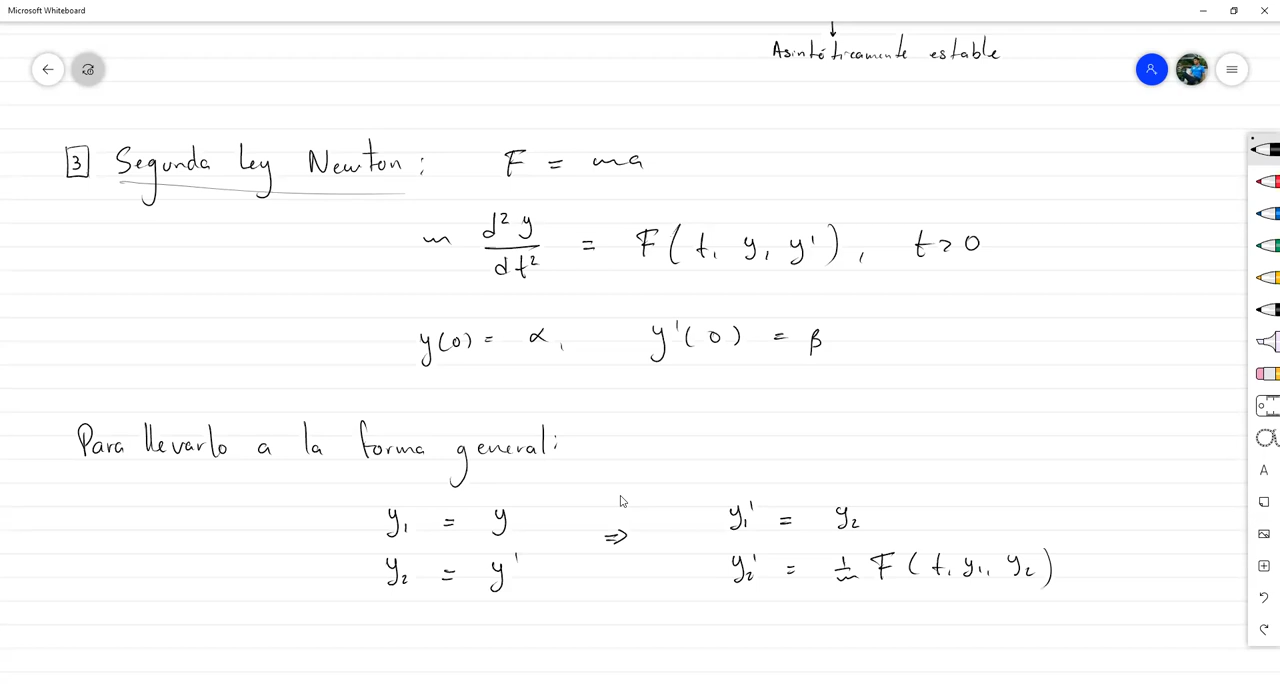 Microsoft Whiteboard
Asintóticamente estable
3 Segunda Ley Newton: F = ma
m d²y/dt² = F(t, y, y'), t > 0
y(0) = α, y'(0) = β
Para llevarlo a la forma general:
y₁ = y ⇒ y₁' = y₂
y₂ = y' y₂' = 1/m F(t, y₁, y₂)
A